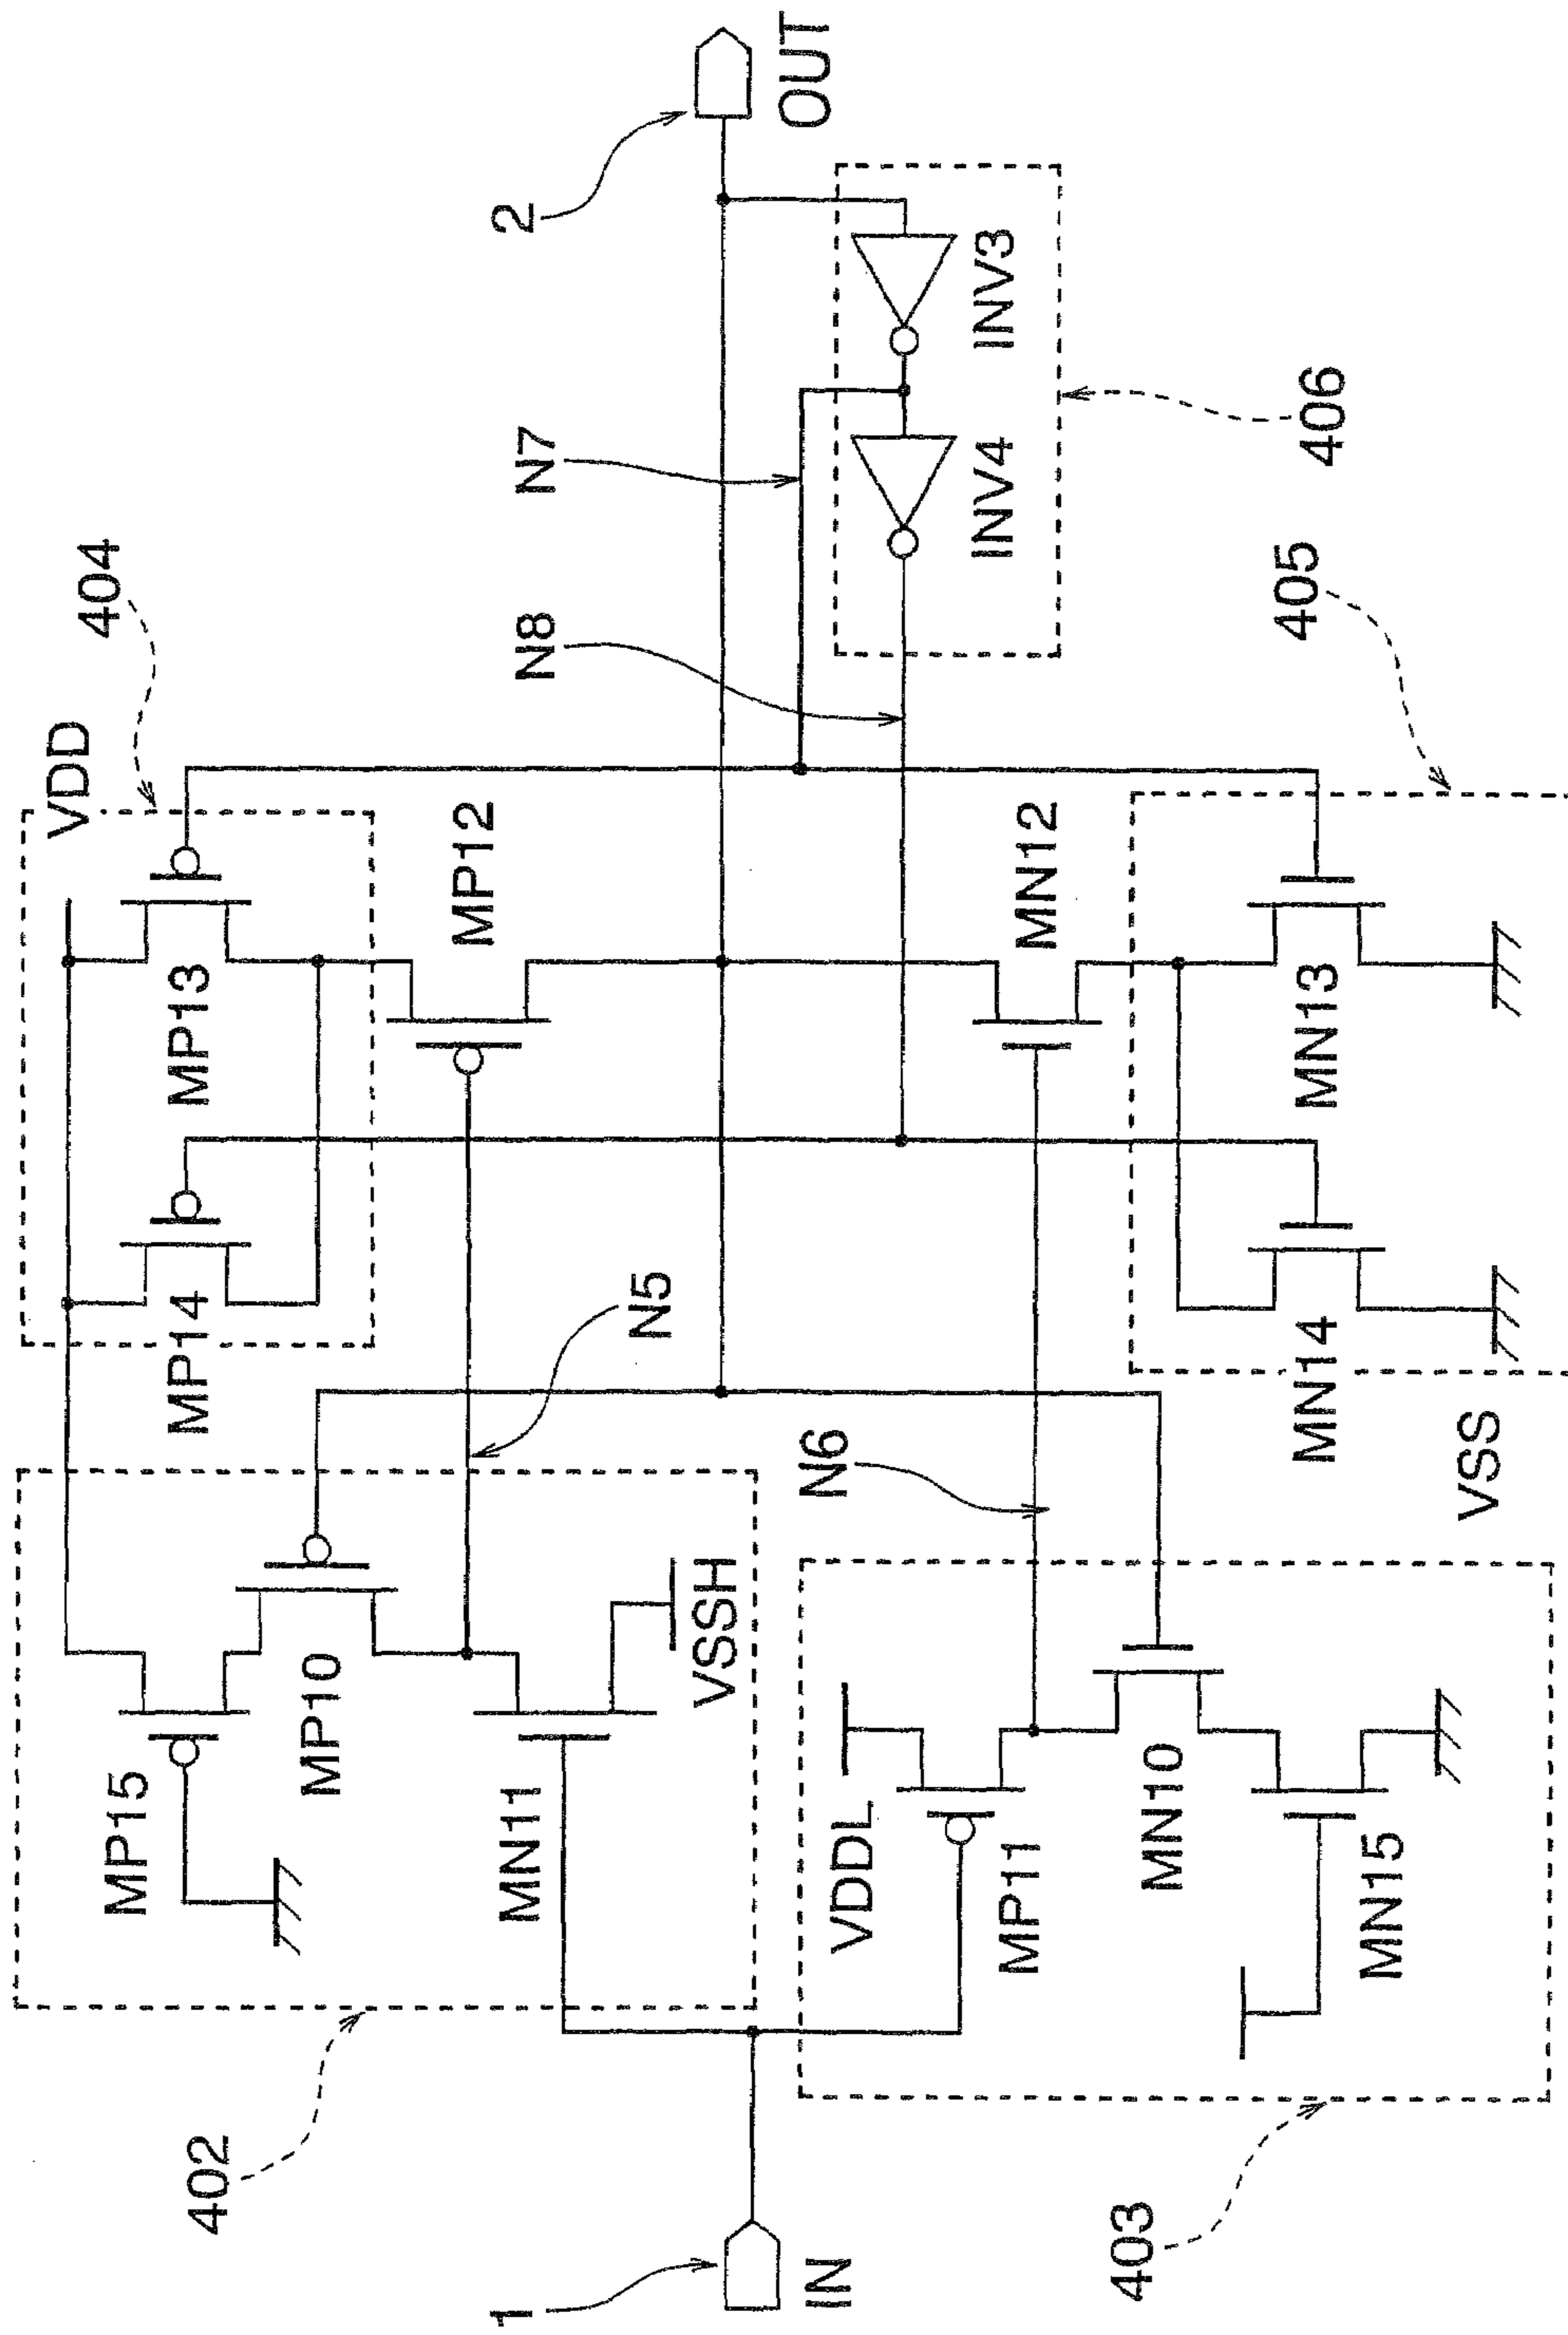 404
VDD
402
MP14
MP13
MP15
MP10
MP12
2
N7
N8
N5
MN11
1
VSSH
OUT
IN
N6
VDDL
INV3
INV4
MP11
MN12
MN10
406
403
MN15
405
MN14
MN13
VSS